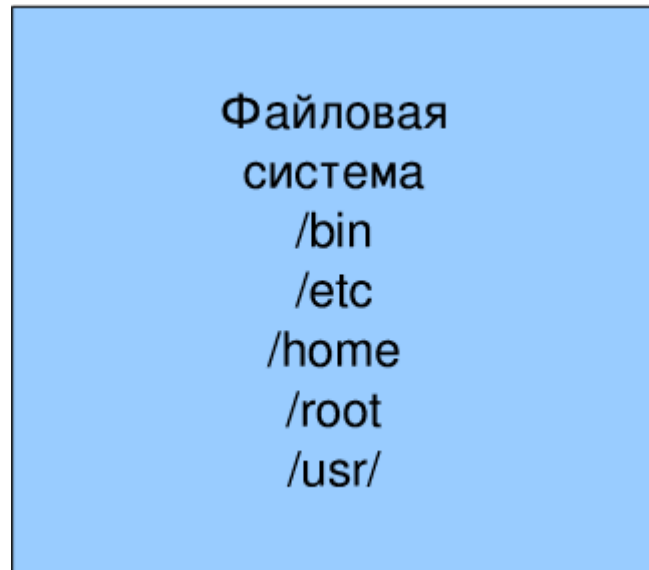 Файловая
система
/bin
/etc
/home
/root
/usr/